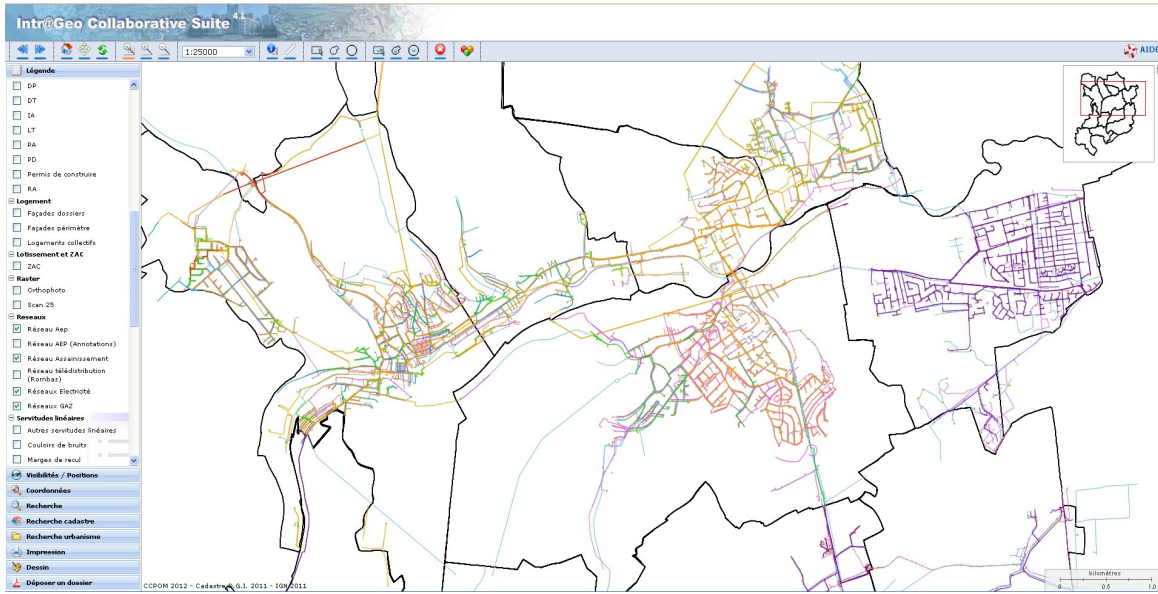 Intr@Geo Collaborative Suite 4.1
1:25000
AIDE
Légende
DP
DT
IA
LT
PA
PD
Permis de construire
RA
Logement
Façades dossiers
Façades périmètre
Logements collectifs
Lotissement et ZAC
ZAC
Raster
Orthophoto
Scan 25
Reseaux
Réseau Aep
Réseau AEP (Annotations)
Réseau Assainissement
Réseau télédistribution
(Rombas)
Réseaux Electricité
Réseaux GAZ
Servitudes linéaires
Autres servitudes linéaires
Couloirs de bruits
Marges de recul
Visibilités / Positions
Coordonnées
Recherche
Recherche cadastre
Recherche urbanisme
Impression
Dessin
Déposer un dossier
CCPOM 2012 - Cadastre D.G.I. 2011 - IGN 2011
kilomètres
0 0.5 1.0